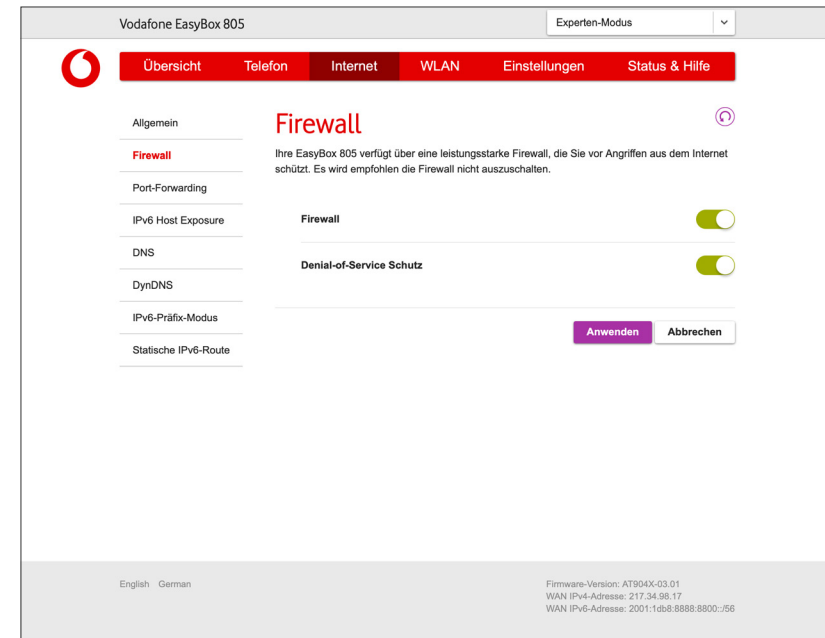 Vodafone EasyBox 805
Experten-Modus
Übersicht Telefon Internet WLAN Einstellungen Status & Hilfe
Allgemein
Firewall
Port-Forwarding
IPv6 Host Exposure
DNS
DynDNS
IPv6-Präfix-Modus
Statische IPv6-Route
Firewall
Ihre EasyBox 805 verfügt über eine leistungsstarke Firewall, die Sie vor Angriffen aus dem Internet
schützt. Es wird empfohlen die Firewall nicht auszuschalten.
Firewall
Denial-of-Service Schutz
Anwenden Abbrechen
English German
Firmware-Version: AT904X-03.01
WAN IPv4-Adresse: 217.34.98.17
WAN IPv6-Adresse: 2001:1db8:8888:8800::/56